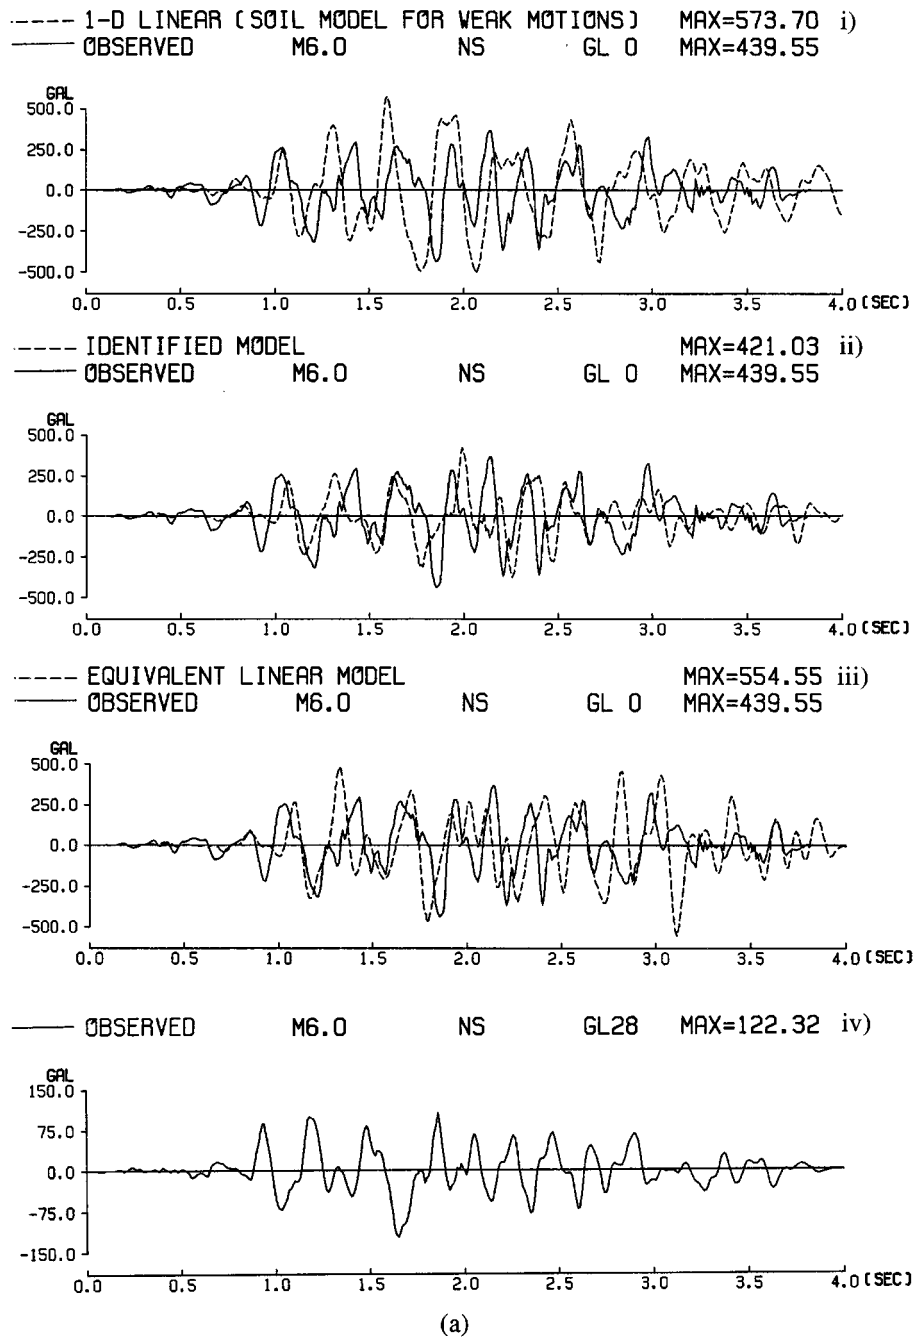 1-D LINEAR (SOIL MODEL FOR WEAK MOTIONS) MAX=573.70 i)
OBSERVED M6.0 NS GL 0 MAX=439.55
GAL
500.0
250.0
0.0
-250.0
-500.0
0.0 0.5 1.0 1.5 2.0 2.5 3.0 3.5 4.0 (SEC)
IDENTIFIED MODEL MAX=421.03 ii)
OBSERVED M6.0 NS GL 0 MAX=439.55
GAL
500.0
250.0
0.0
-250.0
-500.0
0.0 0.5 1.0 1.5 2.0 2.5 3.0 3.5 4.0 (SEC)
EQUIVALENT LINEAR MODEL MAX=554.55 iii)
OBSERVED M6.0 NS GL 0 MAX=439.55
GAL
500.0
250.0
0.0
-250.0
-500.0
0.0 0.5 1.0 1.5 2.0 2.5 3.0 3.5 4.0 (SEC)
OBSERVED M6.0 NS GL28 MAX=122.32 iv)
GAL
150.0
75.0
0.0
-75.0
-150.0
0.0 0.5 1.0 1.5 2.0 2.5 3.0 3.5 4.0 (SEC)
(a)